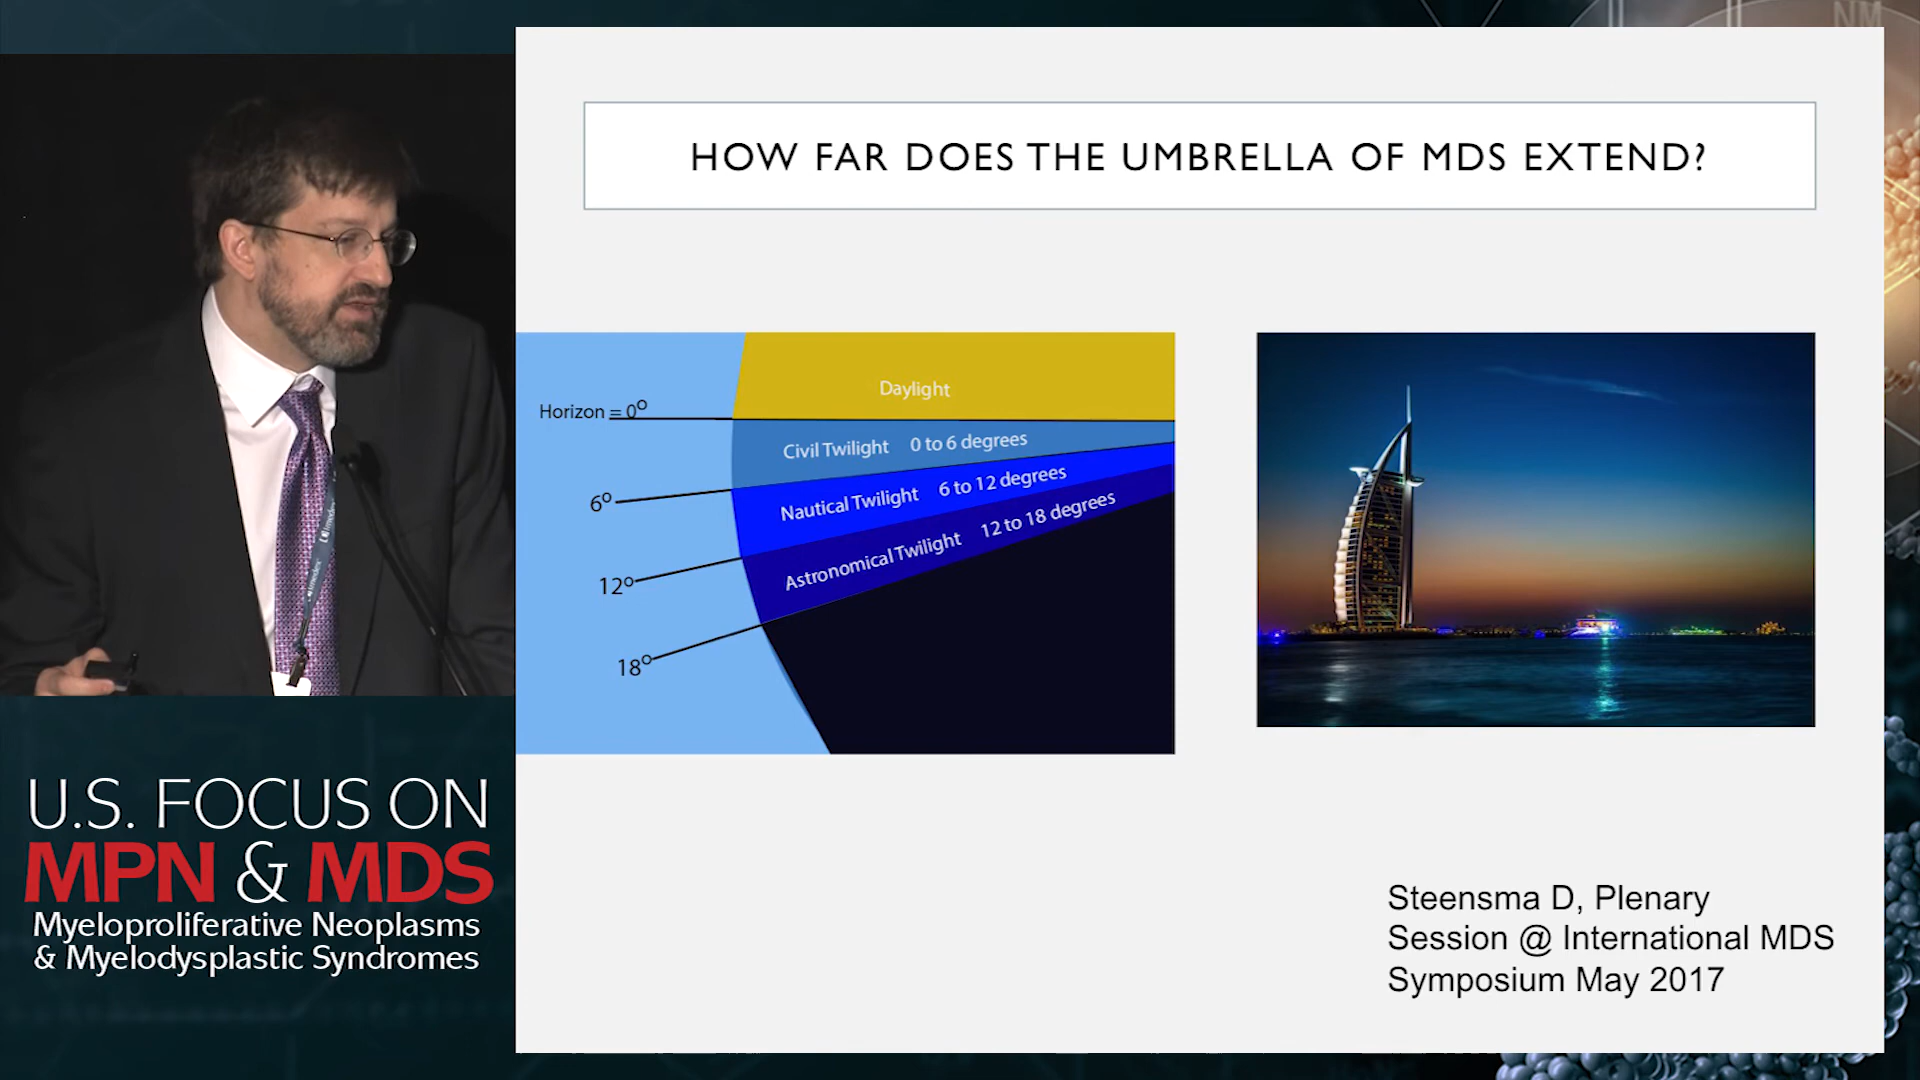 NM
HOW FAR DOES THE UMBRELLA OF MDS EXTEND?
Daylight
Horizon = 0º
Civil Twilight 0 to 6 degrees
6º
Nautical Twilight 6 to 12 degrees
12º
Astronomical Twilight 12 to 18 degrees
18º
U.S. FOCUS ON
MPN & MDS
Myeloproliferative Neoplasms
& Myelodysplastic Syndromes
Steensma D, Plenary
Session @ International MDS
Symposium May 2017